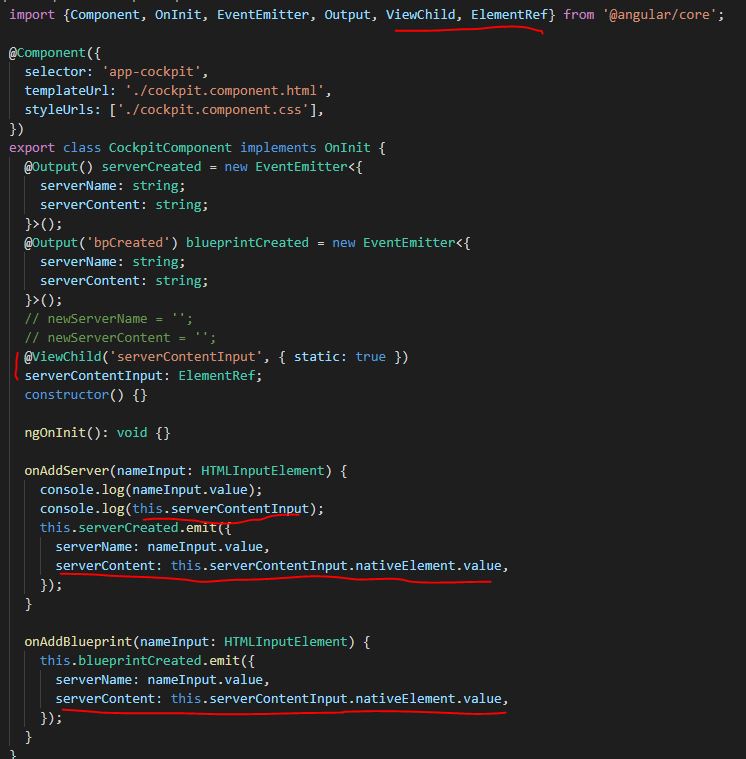 import {Component, OnInit, EventEmitter, Output, ViewChild, ElementRef} from '@angular/core';
@Component({
selector: 'app-cockpit',
templateUrl: './cockpit.component.html',
styleUrls: ['./cockpit.component.css'],
})
export class CockpitComponent implements OnInit {
@Output() serverCreated = new EventEmitter<{
serverName: string;
serverContent: string;
}>();
@Output('bpCreated') blueprintCreated = new EventEmitter<{
serverName: string;
serverContent: string;
}>();
// newServerName = '';
// newServerContent = '';
@ViewChild('serverContentInput', { static: true })
serverContentInput: ElementRef;
constructor() {}
ngOnInit(): void {}
onAddServer(nameInput: HTMLInputElement) {
console.log(nameInput.value);
console.log(this.serverContentInput);
this.serverCreated.emit({
serverName: nameInput.value,
serverContent: this.serverContentInput.nativeElement.value,
});
}
onAddBlueprint(nameInput: HTMLInputElement) {
this.blueprintCreated.emit({
serverName: nameInput.value,
serverContent: this.serverContentInput.nativeElement.value,
});
}
}